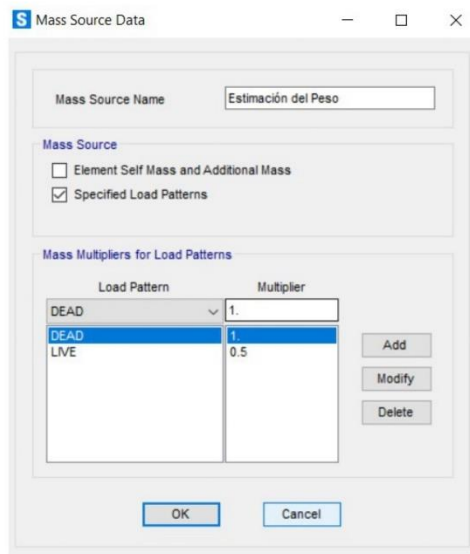 S Mass Source Data
Mass Source Name Estimación del Peso
Mass Source
Element Self Mass and Additional Mass
Specified Load Patterns
Mass Multipliers for Load Patterns
Load Pattern Multiplier
DEAD 1.
DEAD 1.
LIVE 0.5
Add
Modify
Delete
OK Cancel